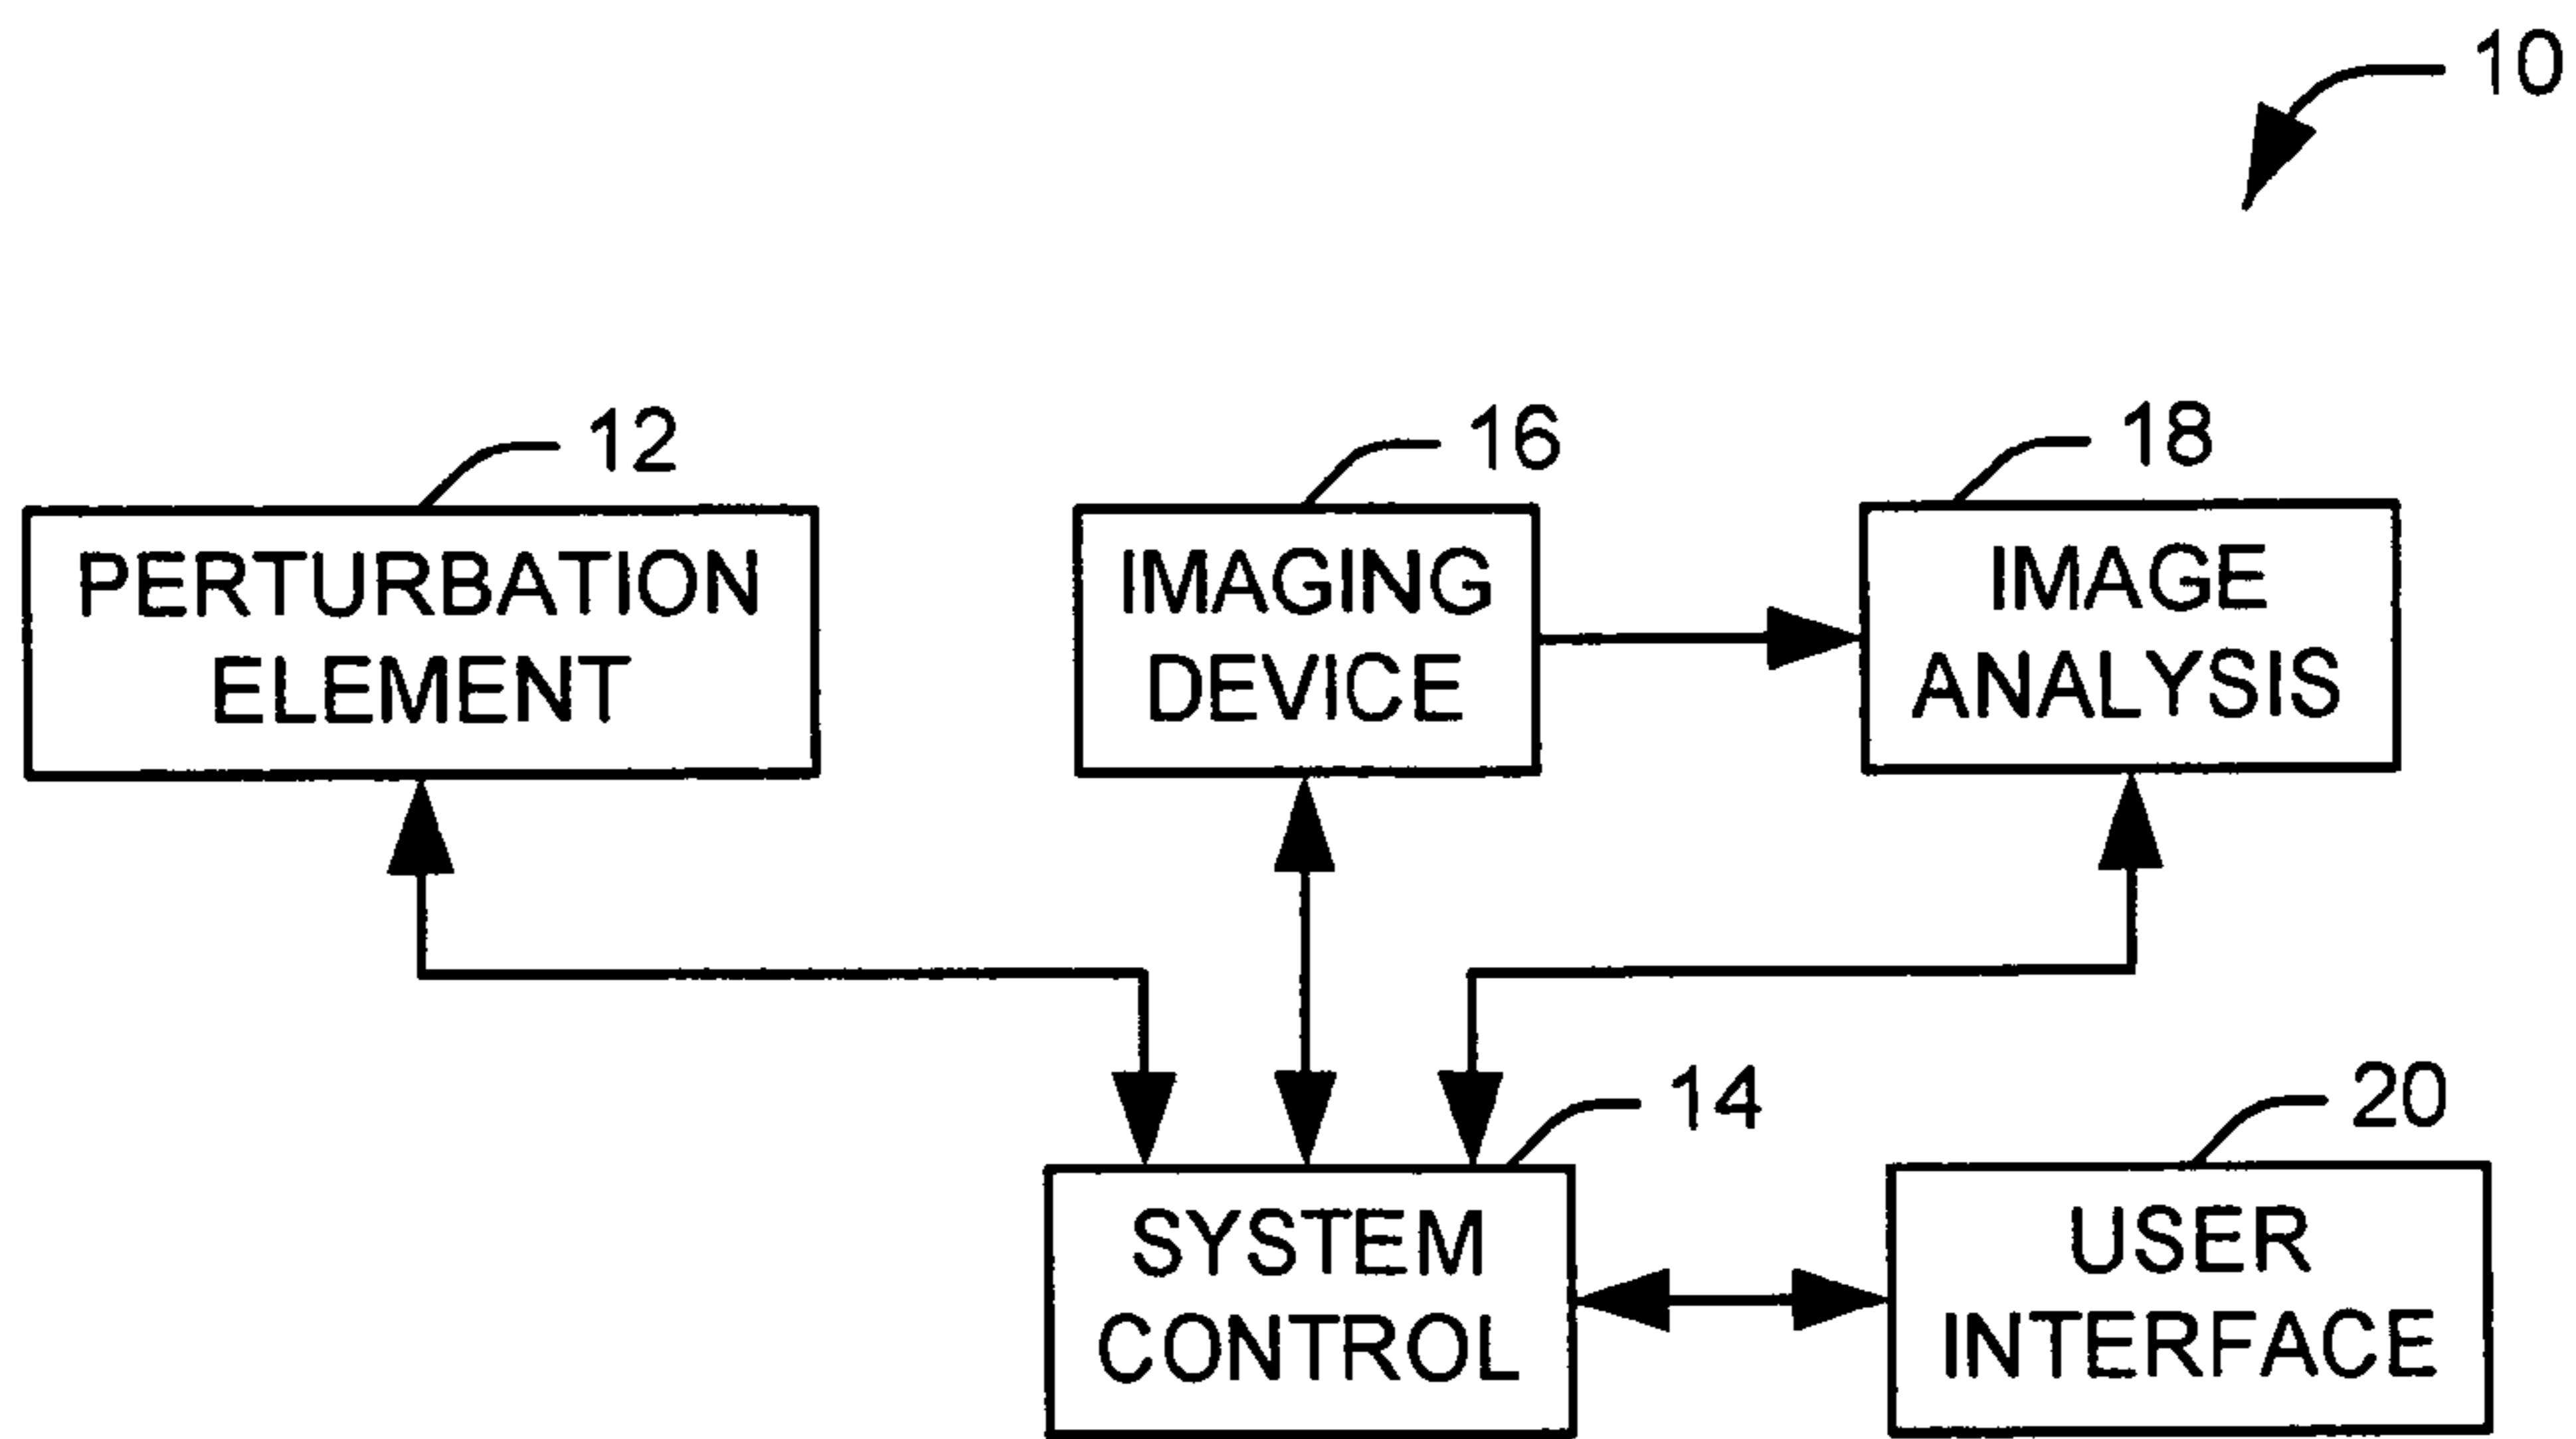 10
12
PERTURBATION
ELEMENT
16
IMAGING
DEVICE
18
IMAGE
ANALYSIS
14
SYSTEM
CONTROL
20
USER
INTERFACE